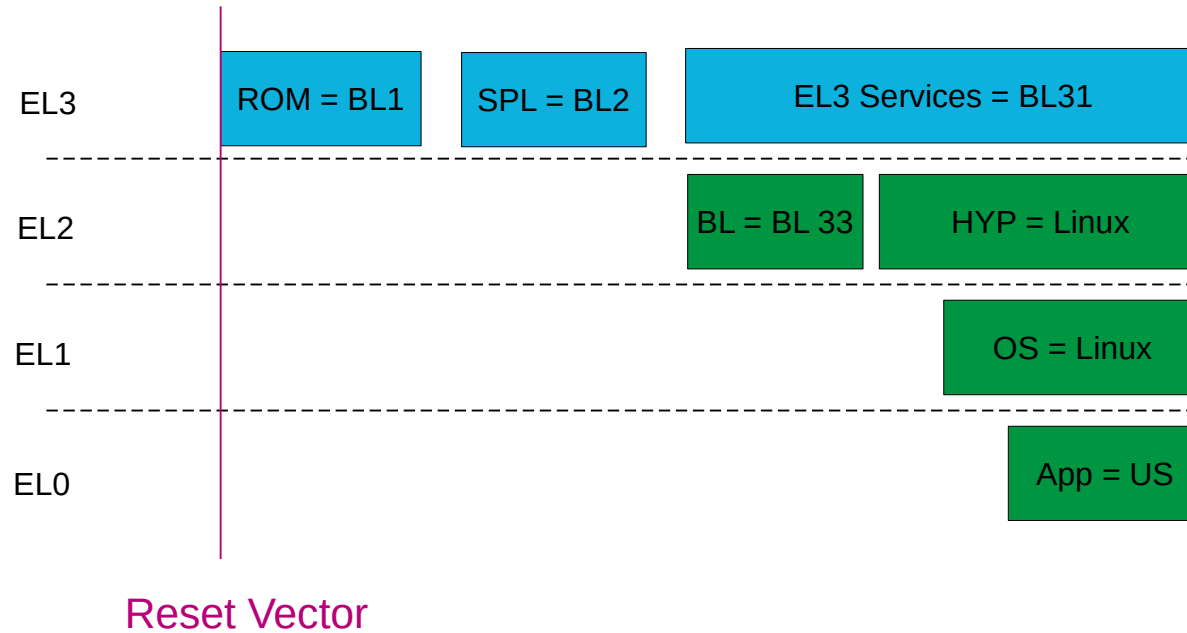 EL3
ROM = BL1
SPL = BL2
EL3 Services = BL31
EL2
BL = BL 33
HYP = Linux
EL1
OS = Linux
EL0
App = US
Reset Vector